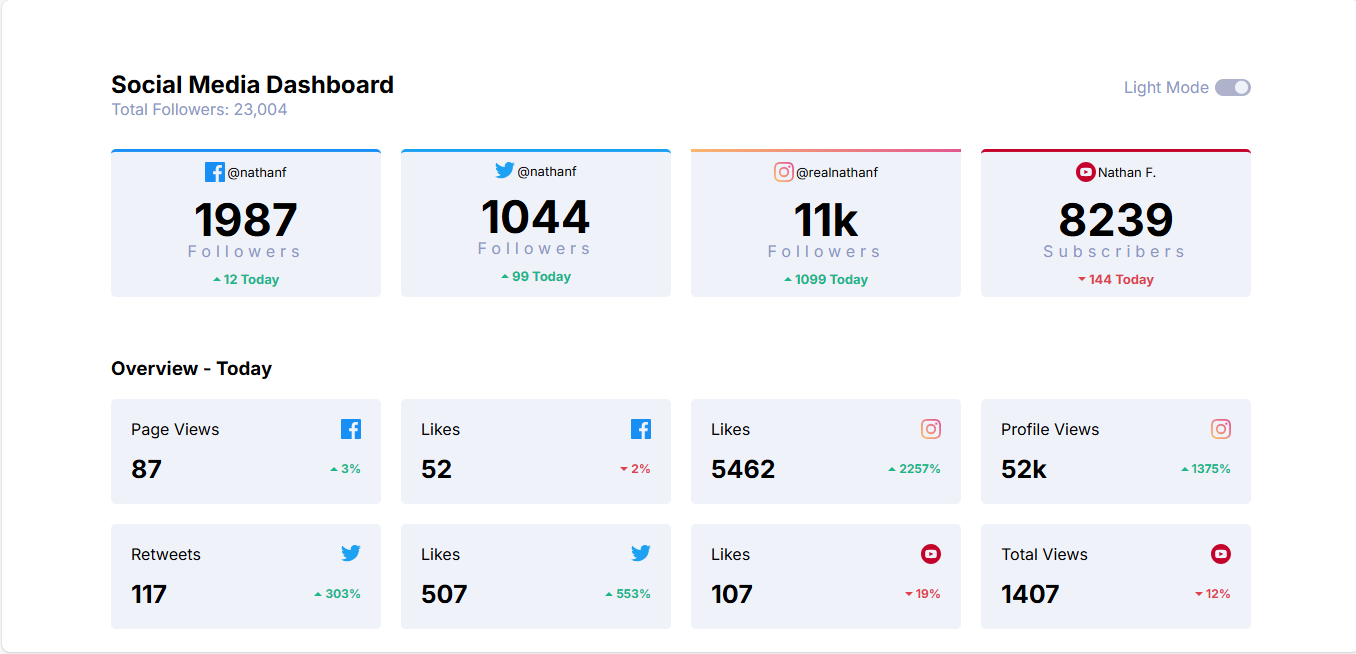 Social Media Dashboard
Total Followers: 23,004
Light Mode
@nathanf
1987
Followers
12 Today
@nathanf
1044
Followers
99 Today
@realnathanf
11k
Followers
1099 Today
Nathan F.
8239
Subscribers
144 Today
Overview - Today
Page Views
87
3%
Likes
52
2%
Likes
5462
2257%
Profile Views
52k
1375%
Retweets
117
303%
Likes
507
553%
Likes
107
19%
Total Views
1407
12%